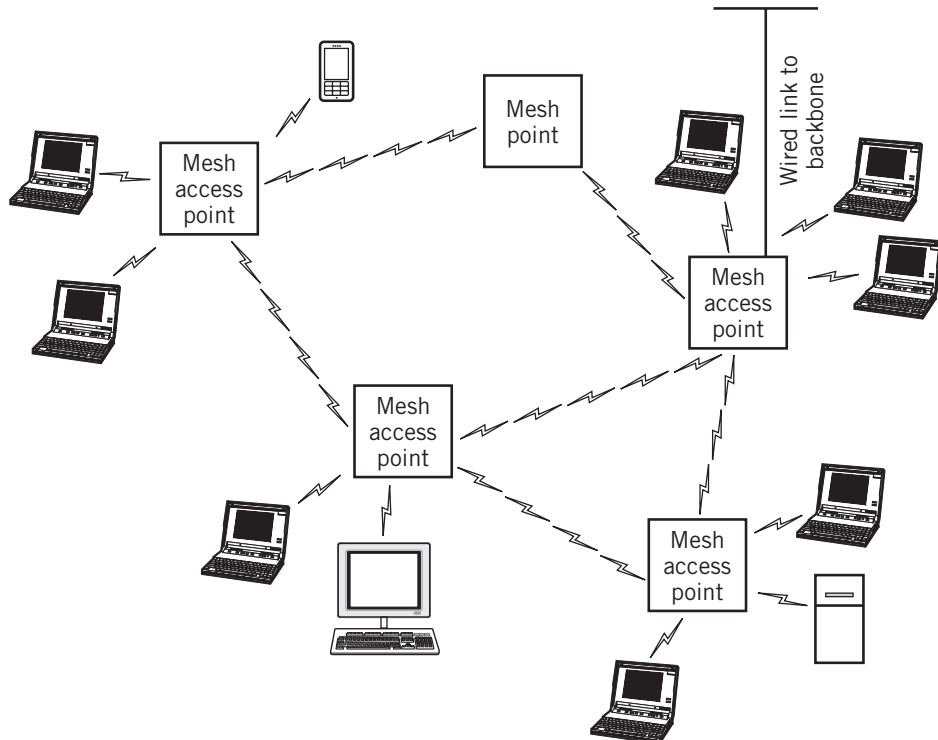 Mesh
point
Wired link to
backbone
Mesh
access
point
Mesh
access
point
Mesh
access
point
Mesh
access
point